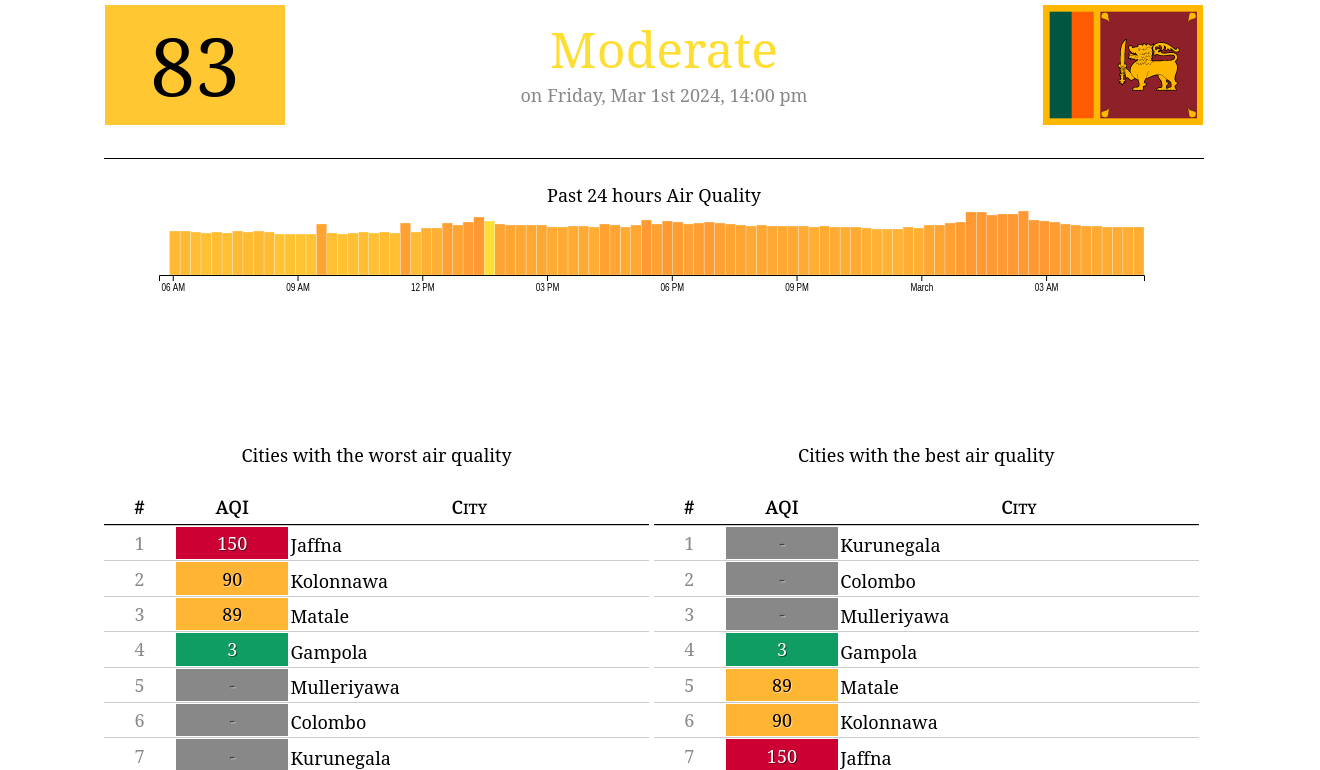 83
Moderate
on Friday, Mar 1st 2024, 14:00 pm
Past 24 hours Air Quality
06 AM 09 AM 12 PM 03 PM 06 PM 09 PM March 03 AM
Cities with the worst air quality
# AQI City
1 150 Jaffna
2 90 Kolonnawa
3 89 Matale
4 3 Gampola
5 - Mulleriyawa
6 - Colombo
7 - Kurunegala
Cities with the best air quality
# AQI City
1 - Kurunegala
2 - Colombo
3 - Mulleriyawa
4 3 Gampola
5 89 Matale
6 90 Kolonnawa
7 150 Jaffna